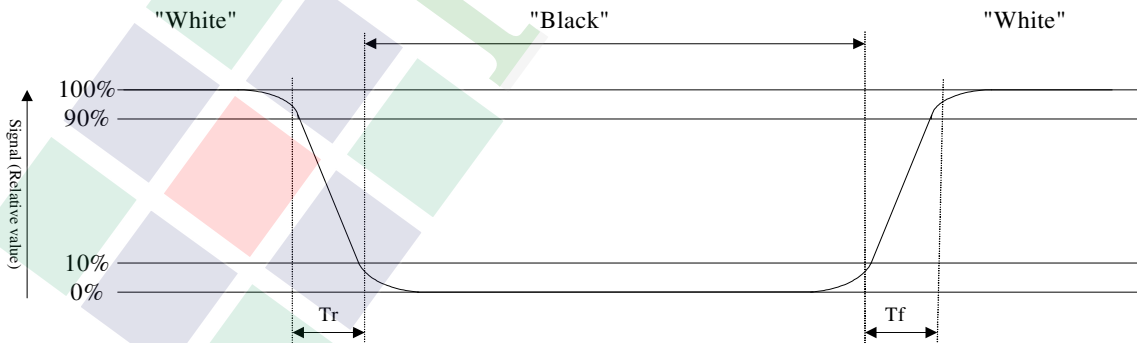 "White" "Black" "White"
100%
90%
Signal (Relative value)
10%
0%
Tr Tf